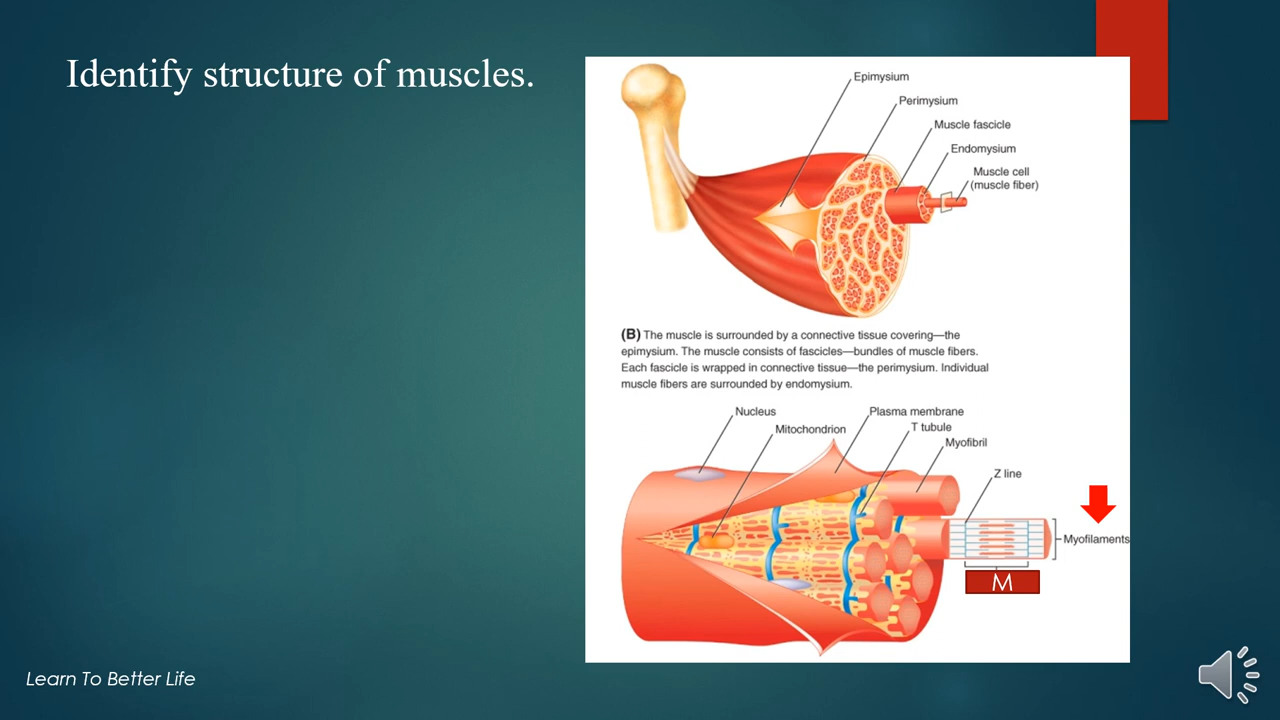 Identify structure of muscles.
Epimysium
Perimysium
Muscle fascicle
Endomysium
Muscle cell
(muscle fiber)
(B) The muscle is surrounded by a connective tissue covering—the
epimysium. The muscle consists of fascicles—bundles of muscle fibers.
Each fascicle is wrapped in connective tissue—the perimysium. Individual
muscle fibers are surrounded by endomysium.
Nucleus
Plasma membrane
Mitochondrion
T tubule
Myofibril
Z line
Myofilaments
M
Learn To Better Life